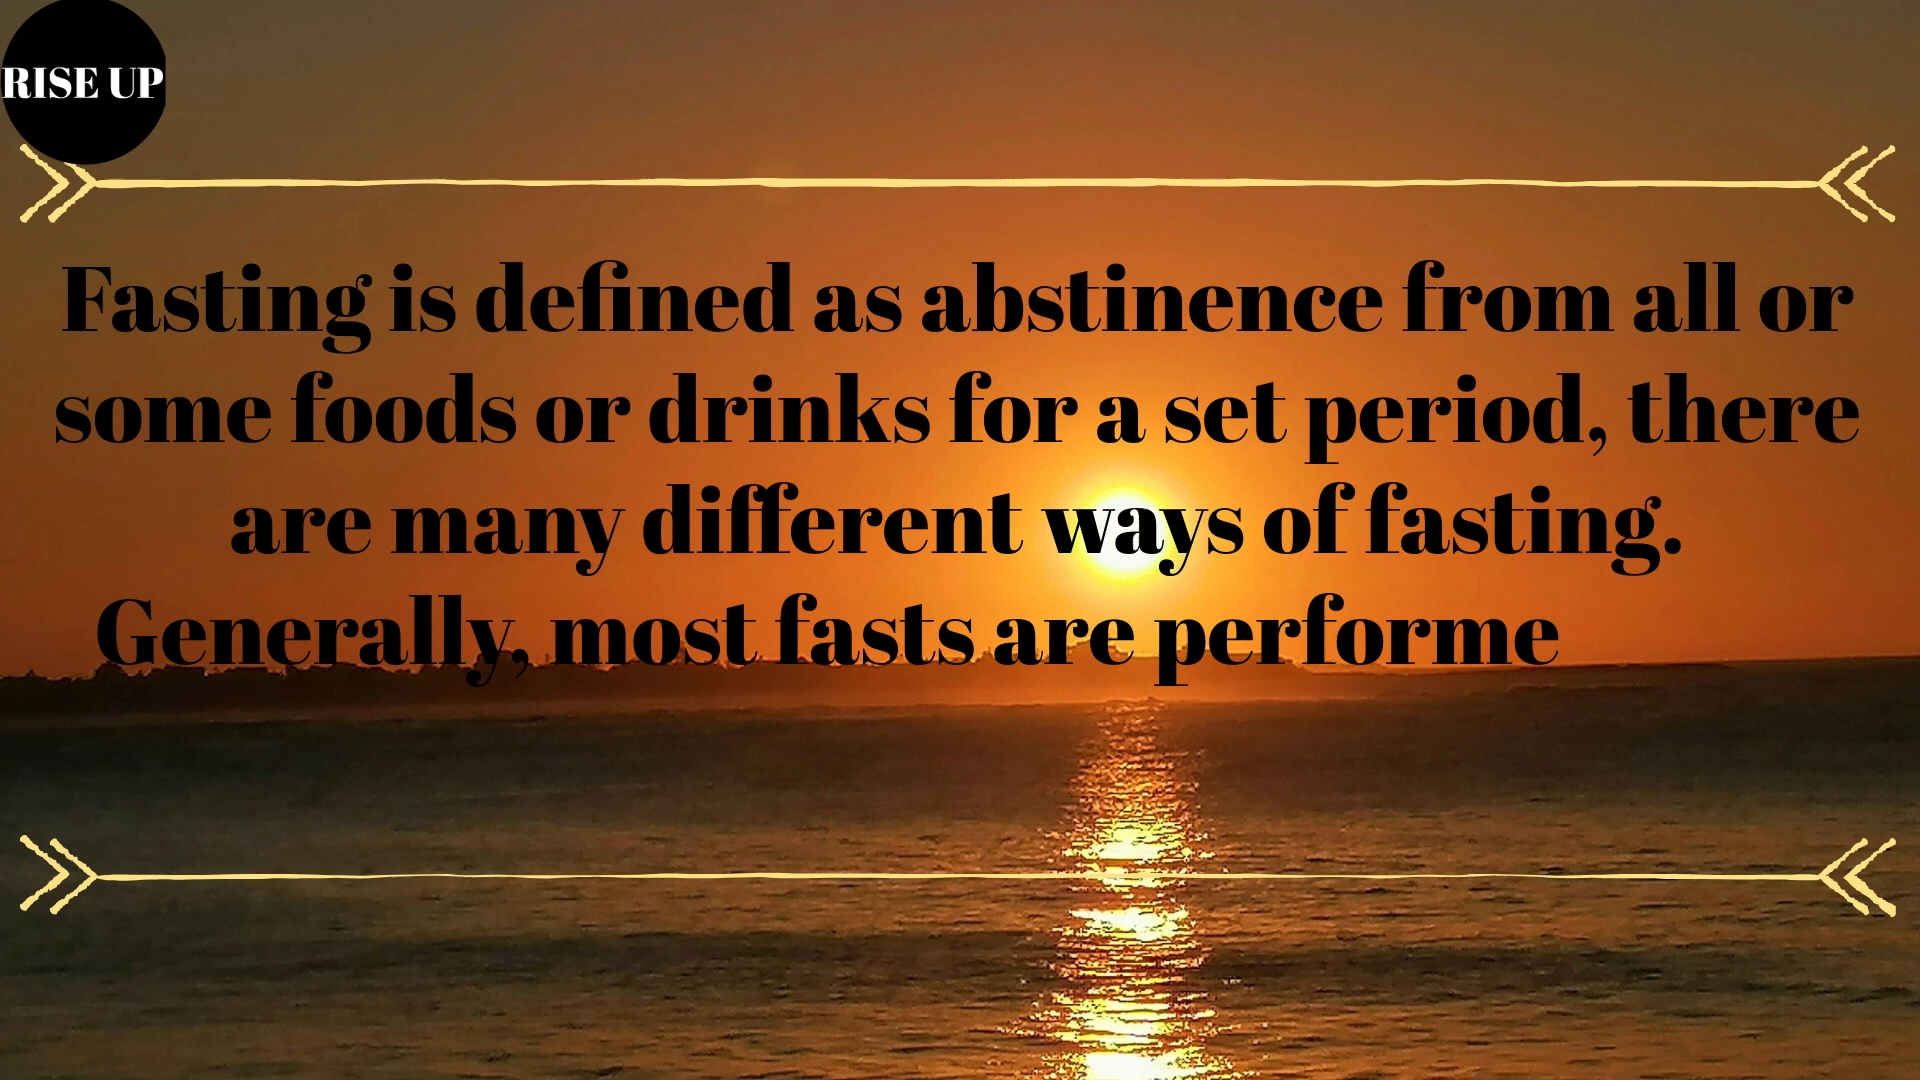 RISE UP
Fasting is defined as abstinence from all or
some foods or drinks for a set period, there
are many different ways of fasting.
Generally, most fasts are performe